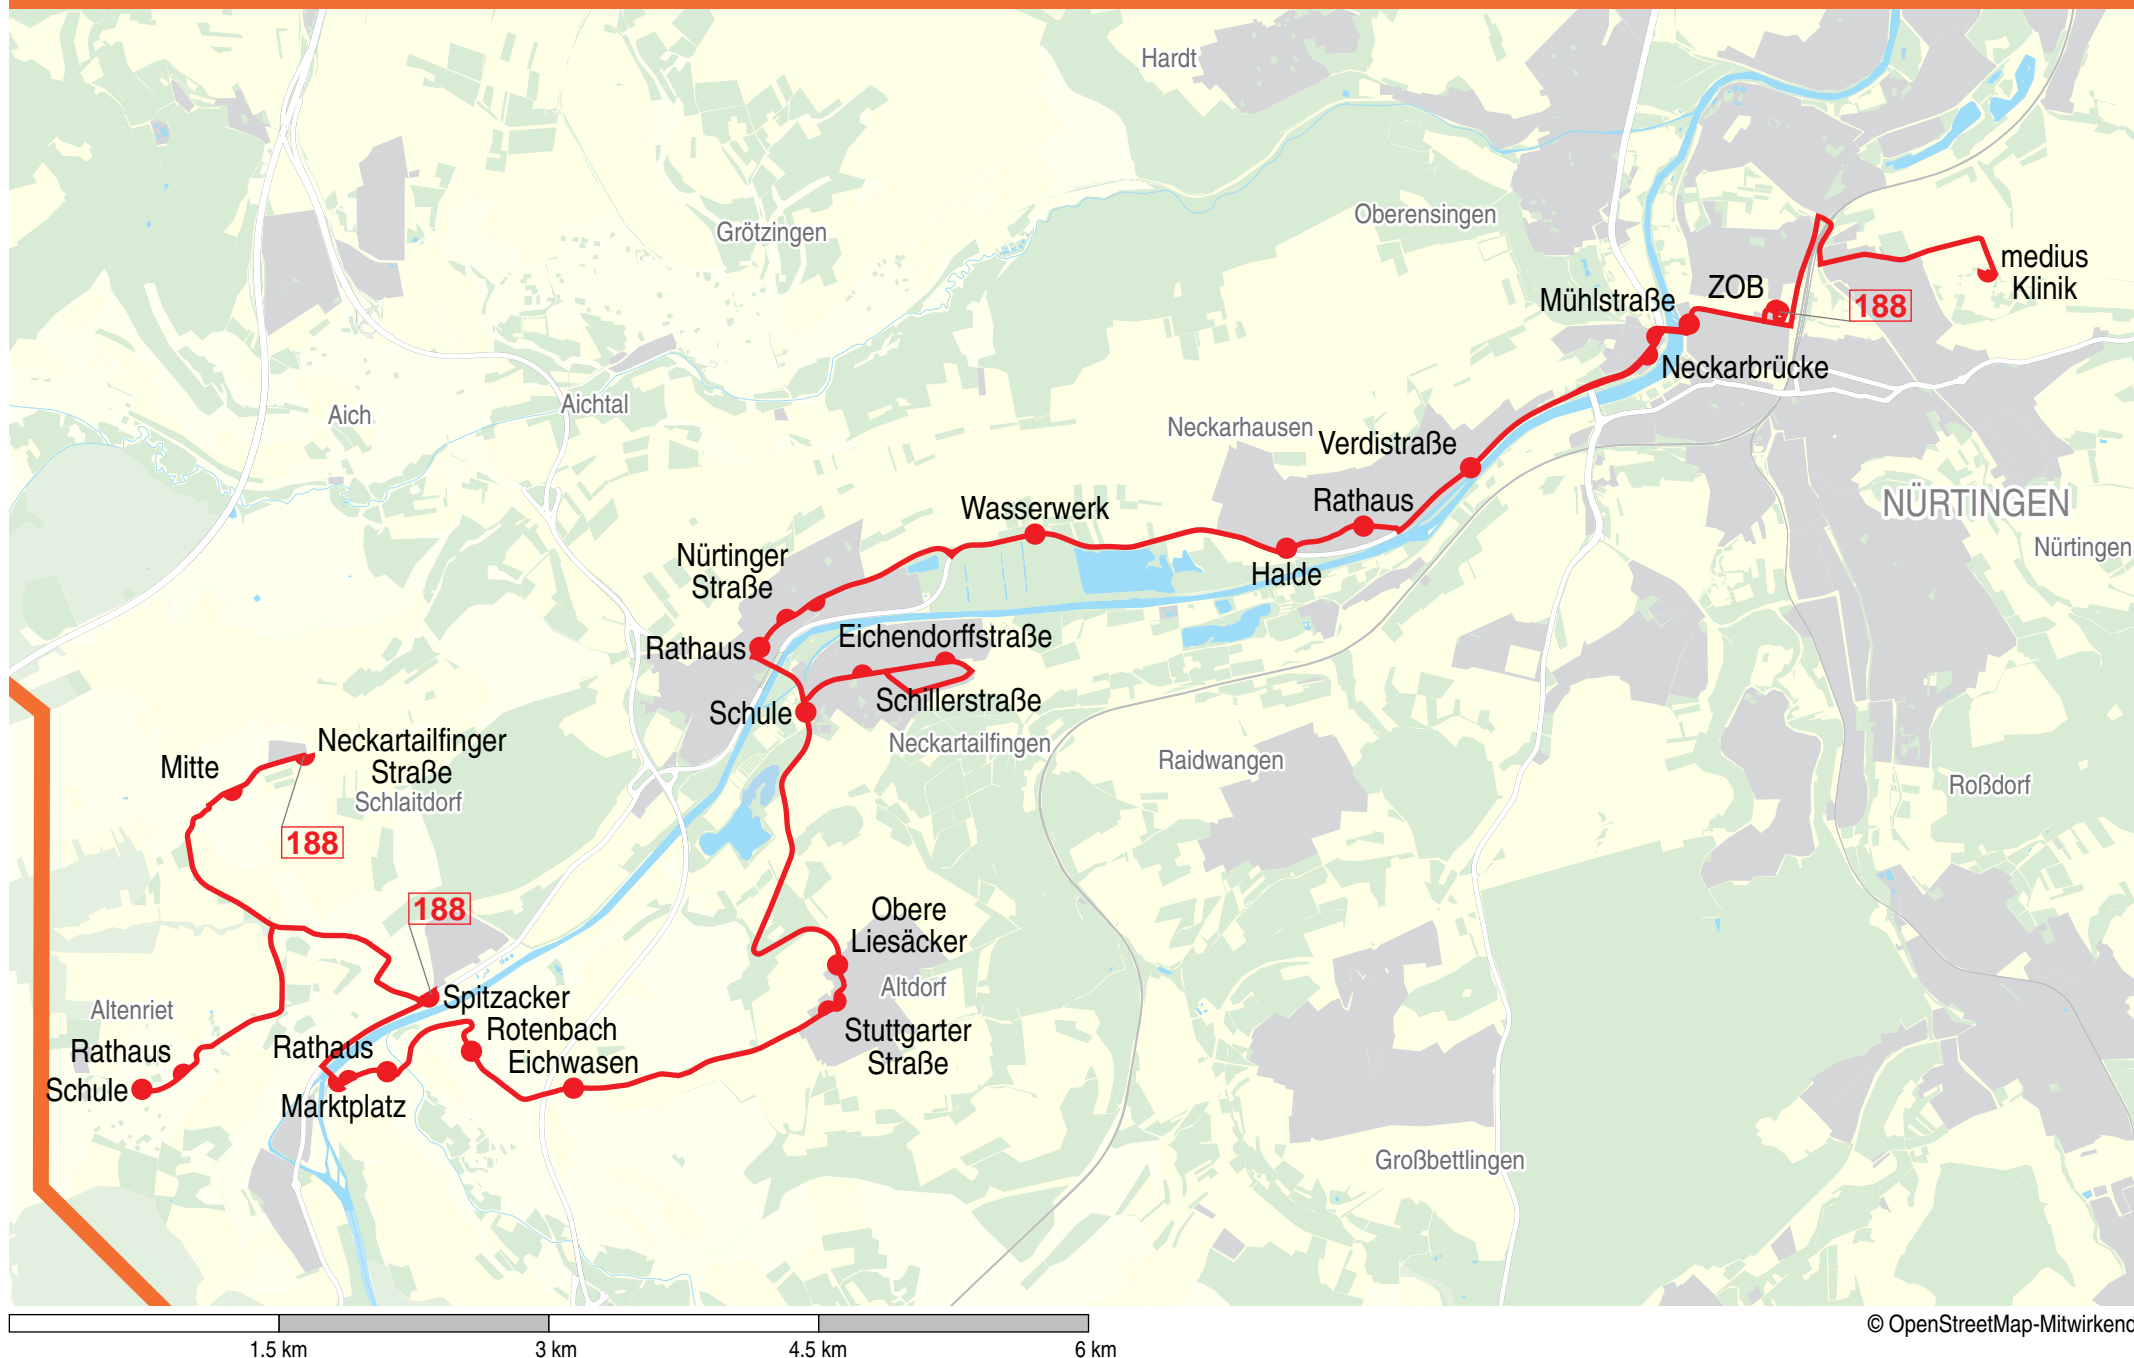 Hardt
Oberensingen
Grötzingen
medius
Klinik
ZOB
Mühlstraße
188
Neckarbrücke
Aichtal
Aich
Neckarhausen
Verdistraße
Rathaus
NÜRTINGEN
Wasserwerk
Nürtingen
Nürtinger
Straße
Halde
Eichendorffstraße
Rathaus
Schillerstraße
Schule
Neckartailfingen
Neckartailfinger
Straße
Mitte
Schlaitdorf
Raidwangen
Roßdorf
188
188
Obere
Liesäcker
Altdorf
Spitzacker
Altenriet
Rotenbach
Stuttgarter
Straße
Rathaus
Rathaus
Eichwasen
Schule
Marktplatz
Großbettlingen
© OpenStreetMap-Mitwirkend
1.5 km
3 km
4.5 km
6 km